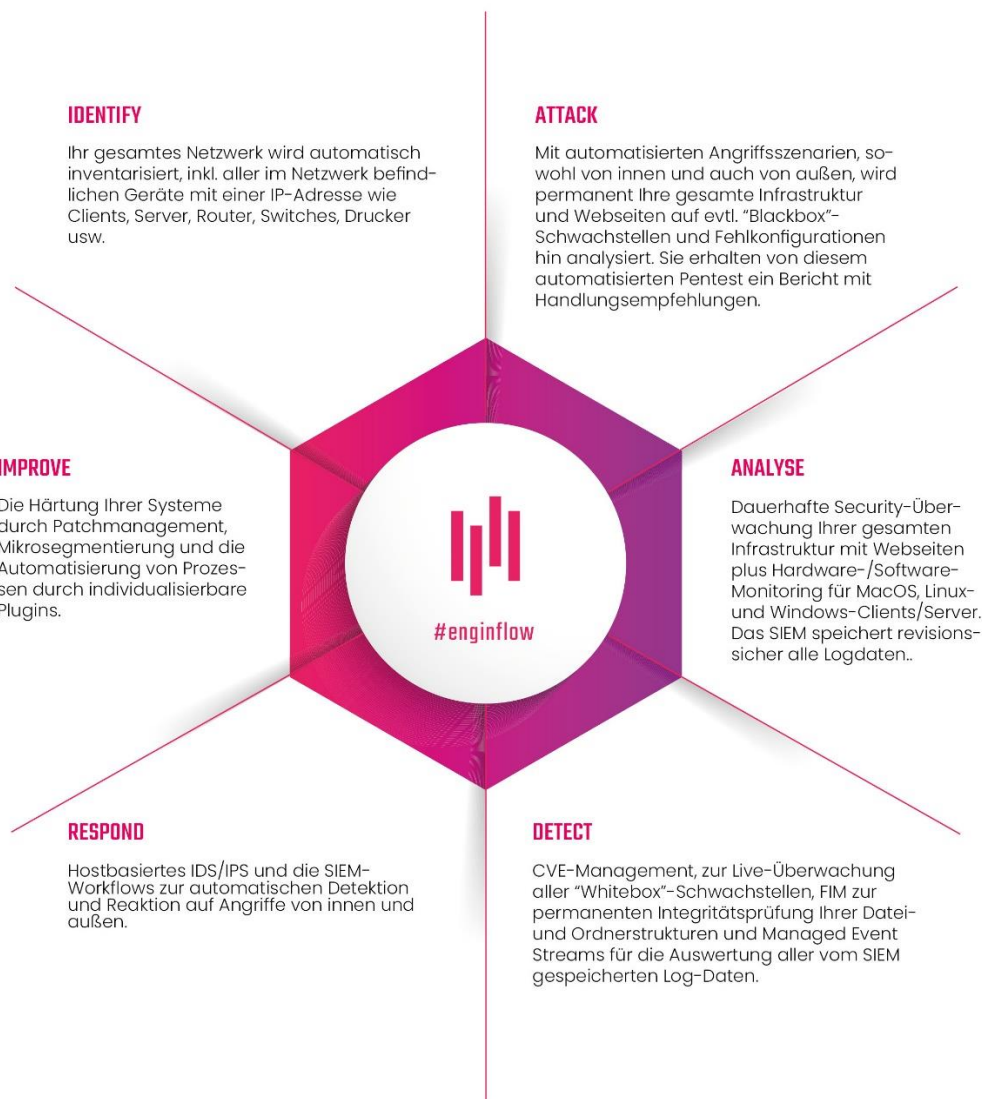 IDENTIFY
Ihr gesamtes Netzwerk wird automatisch
inventarisiert, inkl. aller im Netzwerk befind-
lichen Geräte mit einer IP-Adresse wie
Clients, Server, Router, Switches, Drucker
usw.
ATTACK
Mit automatisierten Angriffsszenarien, so-
wohl von innen und auch von außen, wird
permanent Ihre gesamte Infrastruktur
und Webseiten auf evtl. "Blackbox"-
Schwachstellen und Fehlkonfigurationen
hin analysiert. Sie erhalten von diesem
automatisierten Pentest ein Bericht mit
Handlungsempfehlungen.
IMPROVE
Die Härtung Ihrer Systeme
durch Patchmanagement,
Mikrosegmentierung und die
Automatisierung von Prozes-
sen durch individualisierbare
Plugins.
#enginflow
ANALYSE
Dauerhafte Security-Über-
wachung Ihrer gesamten
Infrastruktur mit Webseiten
plus Hardware-/Software-
Monitoring für MacOS, Linux-
und Windows-Clients/Server.
Das SIEM speichert revisions-
sicher alle Logdaten..
RESPOND
Hostbasiertes IDS/IPS und die SIEM-
Workflows zur automatischen Detektion
und Reaktion auf Angriffe von innen und
außen.
DETECT
CVE-Management, zur Live-Überwachung
aller "Whitebox"-Schwachstellen, FIM zur
permanenten Integritätsprüfung Ihrer Datei-
und Ordnerstrukturen und Managed Event
Streams für die Auswertung aller vom SIEM
gespeicherten Log-Daten.